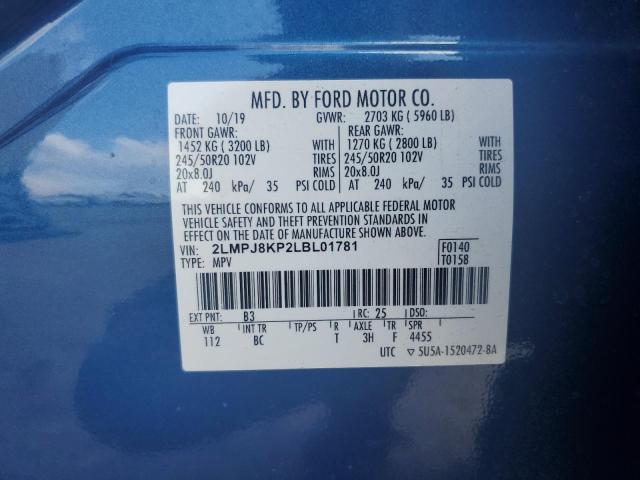 MFD. BY FORD MOTOR CO.
DATE: 10/19 GVWR: 2703 KG ( 5960 LB)
FRONT GAWR: REAR GAWR:
1452 KG ( 3200 LB) 1270 KG ( 2800 LB)
245/50R20 102V TIRES 245/50R20 102V TIRES
20x8.0J RIMS 20x8.0J RIMS
AT 240 kPa/ 35 PSI COLD AT 240 kPa/ 35 PSI COLD
THIS VEHICLE CONFORMS TO ALL APPLICABLE FEDERAL MOTOR
VEHICLE SAFETY AND THEFT PREVENTION STANDARDS IN
EFFECT ON THE DATE OF MANUFACTURE SHOWN ABOVE.
VIN: 2LMPJ8KP2LBL01781 F0140
TYPE: MPV T0158
EXT PNT: B3 RC: 25 DSO:
WB INT TR TP/PS R AXLE TR SPR
112 BC T 3H F 4455
UTC ▽ 5U5A-1520472-BA